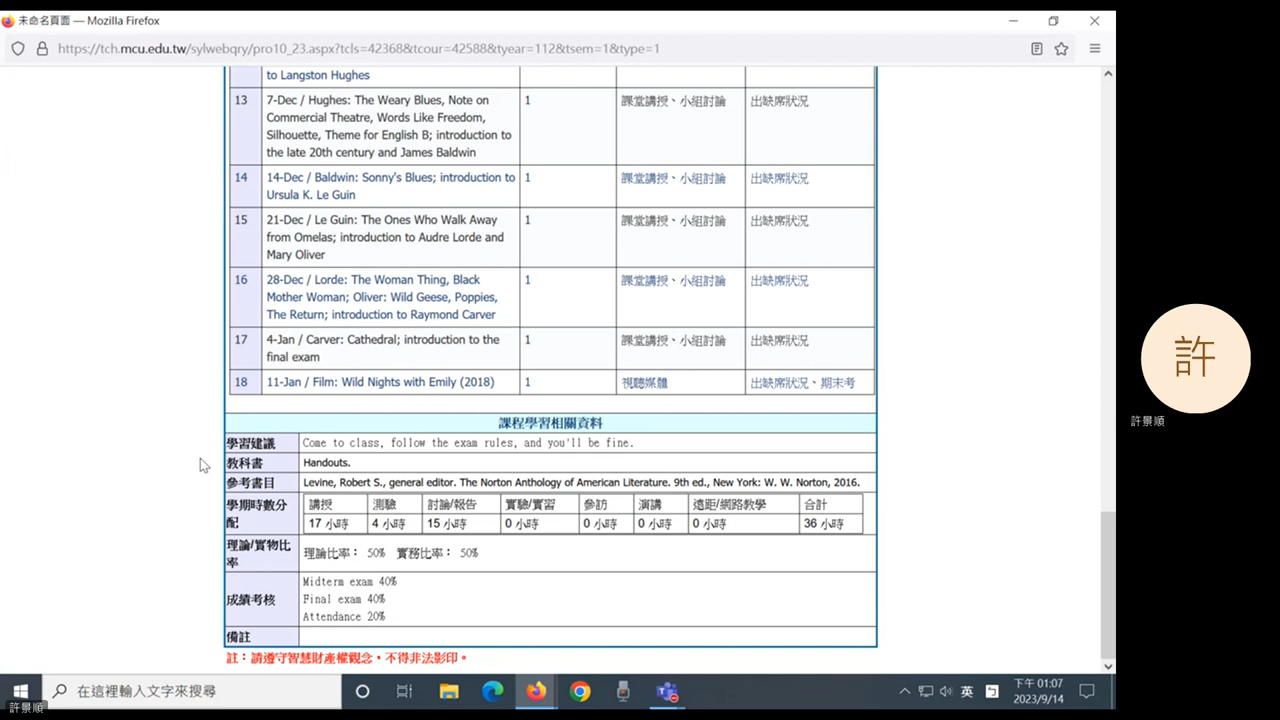 未命名頁面 — Mozilla Firefox
https://tch.mcu.edu.tw/sylwebqry/pro10_23.aspx?tcls=42368&tcour=42588&tyear=112&tsem=1&type=1
to Langston Hughes
13 7-Dec / Hughes: The Weary Blues, Note on 1 課堂講授、小組討論 出缺席狀況
Commercial Theatre, Words Like Freedom,
Silhouette, Theme for English B; introduction to
the late 20th century and James Baldwin
14 14-Dec / Baldwin: Sonny's Blues; introduction to 1 課堂講授、小組討論 出缺席狀況
Ursula K. Le Guin
15 21-Dec / Le Guin: The Ones Who Walk Away 1 課堂講授、小組討論 出缺席狀況
from Omelas; introduction to Audre Lorde and
Mary Oliver
16 28-Dec / Lorde: The Woman Thing, Black 1 課堂講授、小組討論 出缺席狀況
Mother Woman; Oliver: Wild Geese, Poppies,
The Return; introduction to Raymond Carver
17 4-Jan / Carver: Cathedral; introduction to the 1 課堂講授、小組討論 出缺席狀況
final exam
18 11-Jan / Film: Wild Nights with Emily (2018) 1 視聽媒體 出缺席狀況、期末考
課程學習相關資料
學習建議 Come to class, follow the exam rules, and you'll be fine.
教科書 Handouts.
參考書目 Levine, Robert S., general editor. The Norton Anthology of American Literature. 9th ed., New York: W. W. Norton, 2016.
學期時數分配 講授 測驗 討論/報告 實驗/實習 參訪 演講 遠距/網路教學 合計
17 小時 4 小時 15 小時 0 小時 0 小時 0 小時 0 小時 36 小時
理論/實物比率 理論比率： 50% 實務比率： 50%
成績考核 Midterm exam 40%
Final exam 40%
Attendance 20%
備註
註：請遵守智慧財產權觀念，不得非法影印。
在這裡輸入文字來搜尋
英
下午 01:07
2023/9/14
許景順
許
許景順